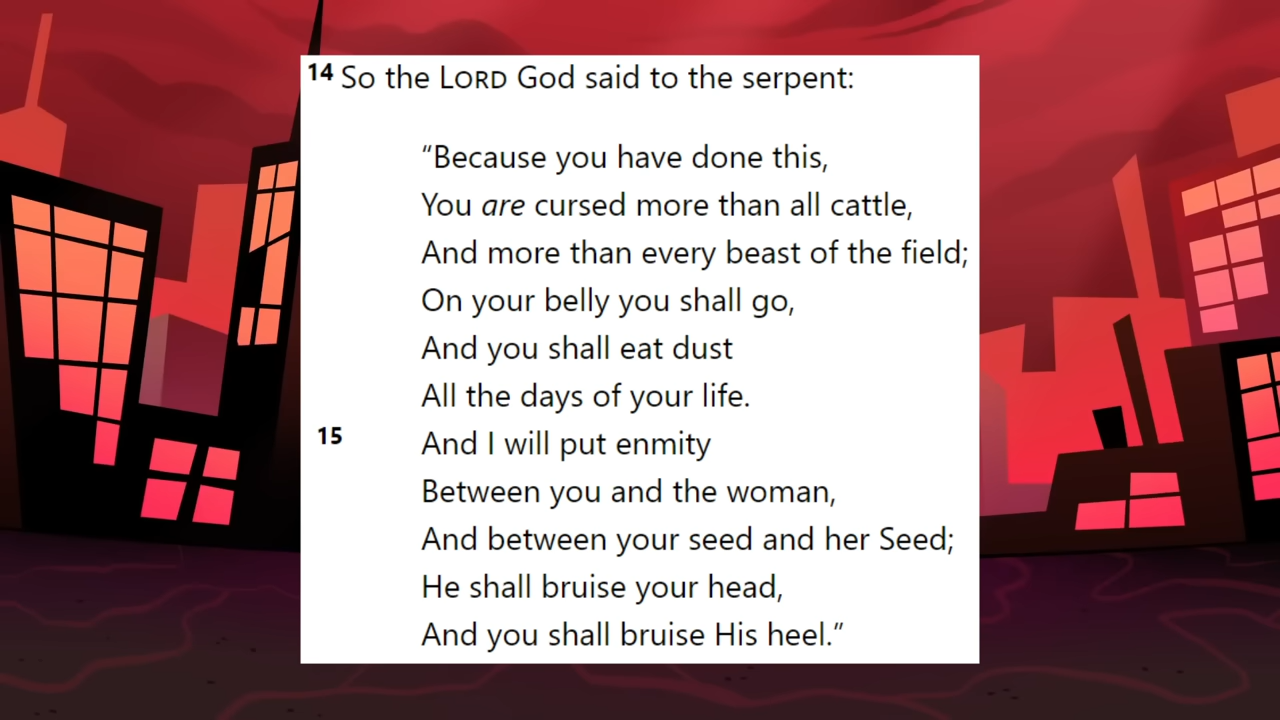 14 So the LORD God said to the serpent:
“Because you have done this,
You are cursed more than all cattle,
And more than every beast of the field;
On your belly you shall go,
And you shall eat dust
All the days of your life.
15 And I will put enmity
Between you and the woman,
And between your seed and her Seed;
He shall bruise your head,
And you shall bruise His heel.”